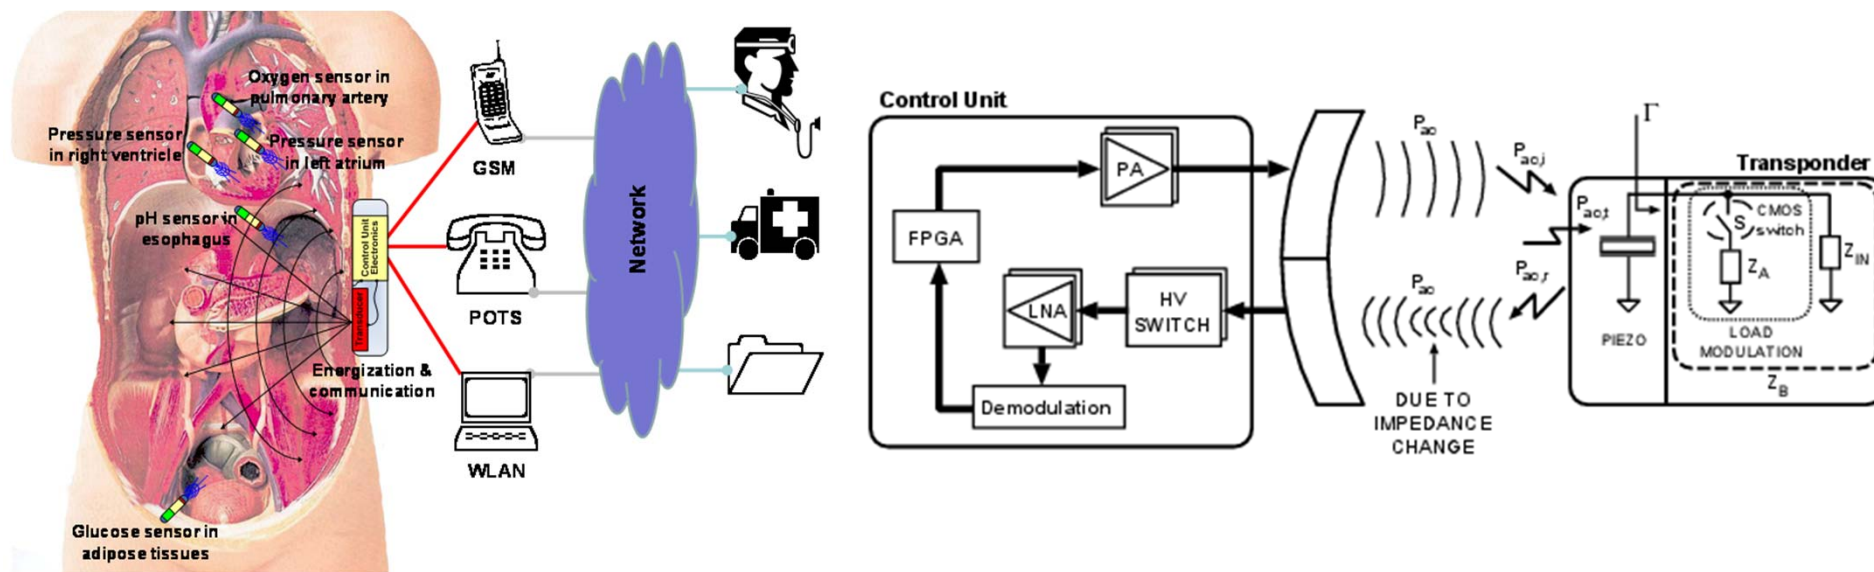 Oxygen sensor in
pulmonary artery
Pressure sensor
in right ventricle
Pressure sensor
in left atrium
pH sensor in
esophagus
Control Unit
Electronics
Transducer
Energization &
communication
Glucose sensor in
adipose tissues
GSM
POTS
WLAN
Network
Control Unit
PA
FPGA
LNA
HV
SWITCH
Demodulation
Pac
Pac,i
Pac,t
Pac,r
Pac
DUE TO
IMPEDANCE
CHANGE
Γ
Transponder
PIEZO
S
CMOS
switch
ZA
ZIN
LOAD
MODULATION
ZB